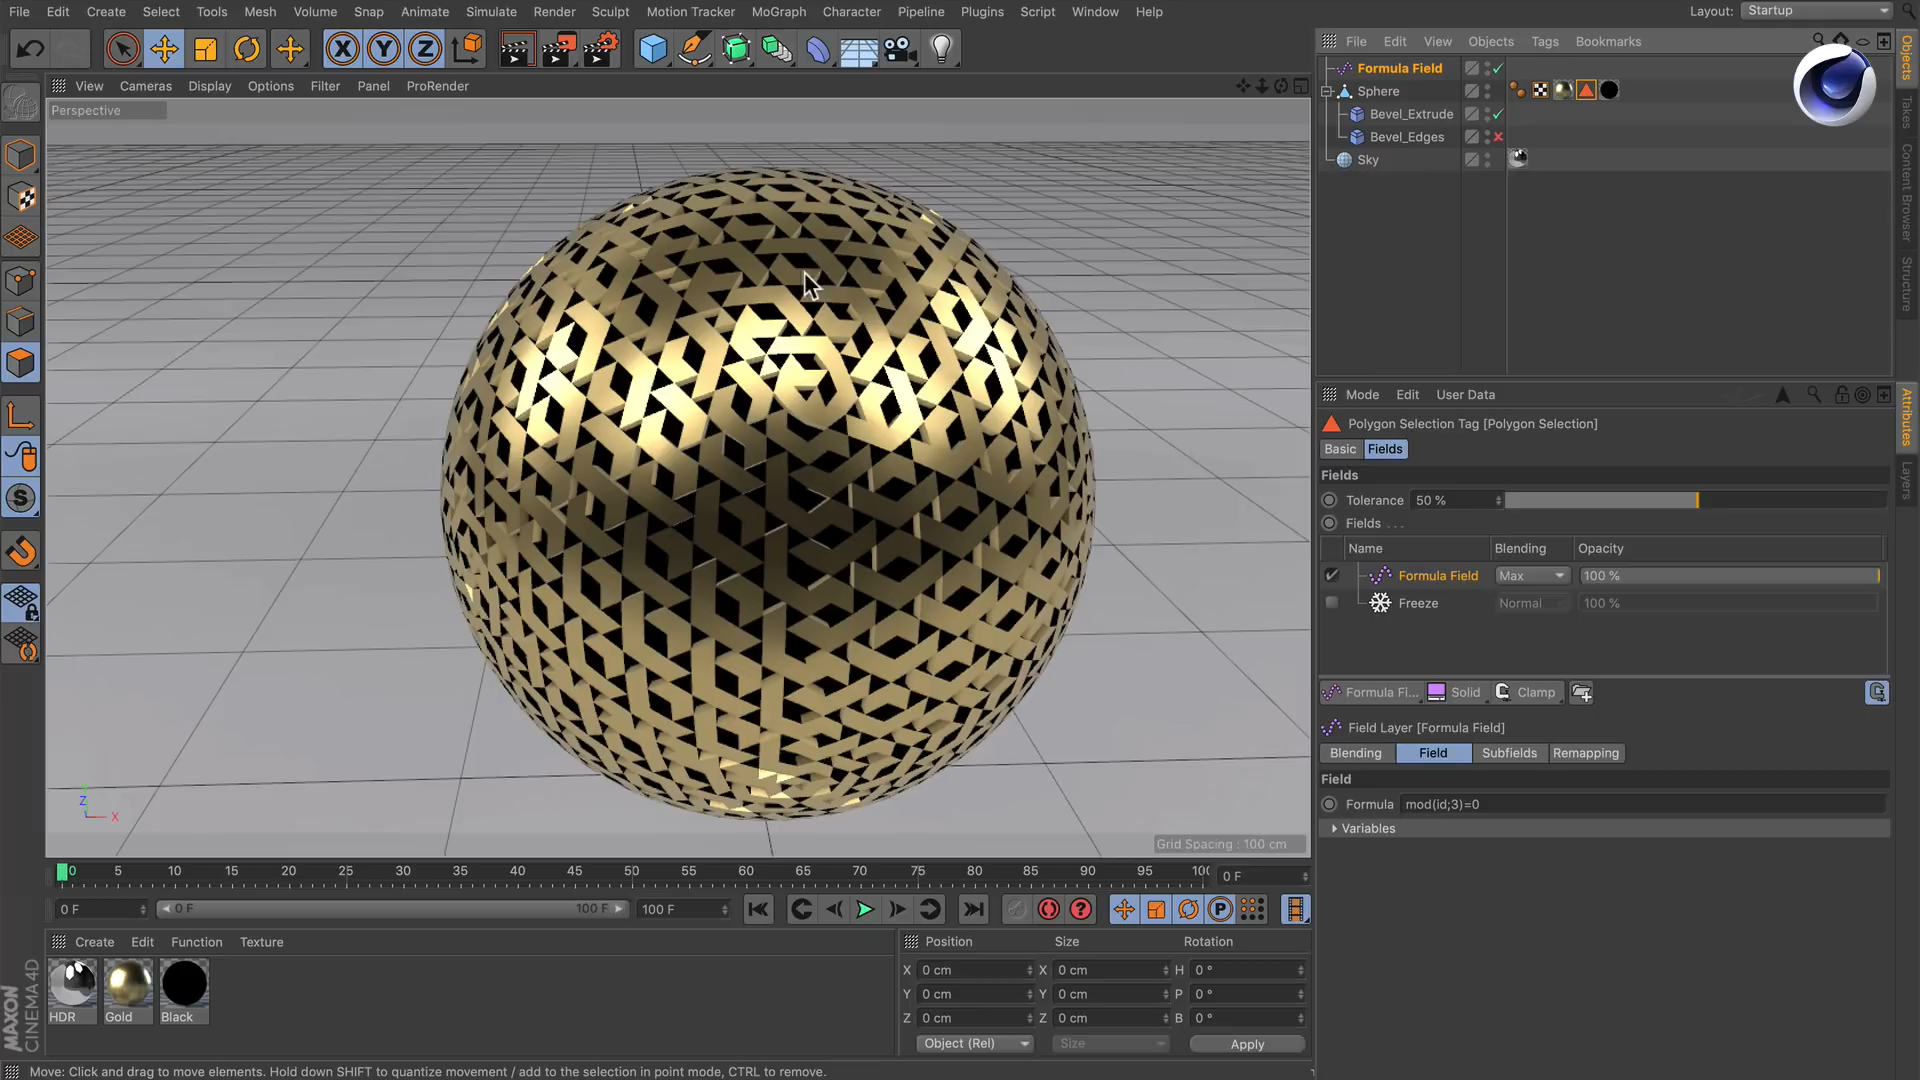 File Edit Create Select Tools Mesh Volume Snap Animate Simulate Render Sculpt Motion Tracker MoGraph Character Pipeline Plugins Script Window Help
Layout: Startup
X Y Z
File Edit View Objects Tags Bookmarks
View Cameras Display Options Filter Panel ProRender
Perspective
Formula Field
Sphere
Bevel_Extrude
Bevel_Edges
Sky
Objects
Takes
Content Browser
Structure
Mode Edit User Data
Polygon Selection Tag [Polygon Selection]
Basic Fields
Fields
Tolerance 50 %
Fields . . .
Name Blending Opacity
Formula Field Max 100 %
Freeze Normal 100 %
Attributes
Layers
Formula Fi... Solid Clamp
Field Layer [Formula Field]
Blending Field Subfields Remapping
Field
Formula mod(id;3)=0
Variables
S
Z
X
Grid Spacing : 100 cm
0 5 10 15 20 25 30 35 40 45 50 55 60 65 70 75 80 85 90 95 100
0 F
0 F 0 F 100 F 100 F
P
Create Edit Function Texture
HDR Gold Black
Position Size Rotation
X 0 cm X 0 cm H 0 °
Y 0 cm Y 0 cm P 0 °
Z 0 cm Z 0 cm B 0 °
Object (Rel) Size Apply
MAXON
CINEMA 4D
Move: Click and drag to move elements. Hold down SHIFT to quantize movement / add to the selection in point mode, CTRL to remove.